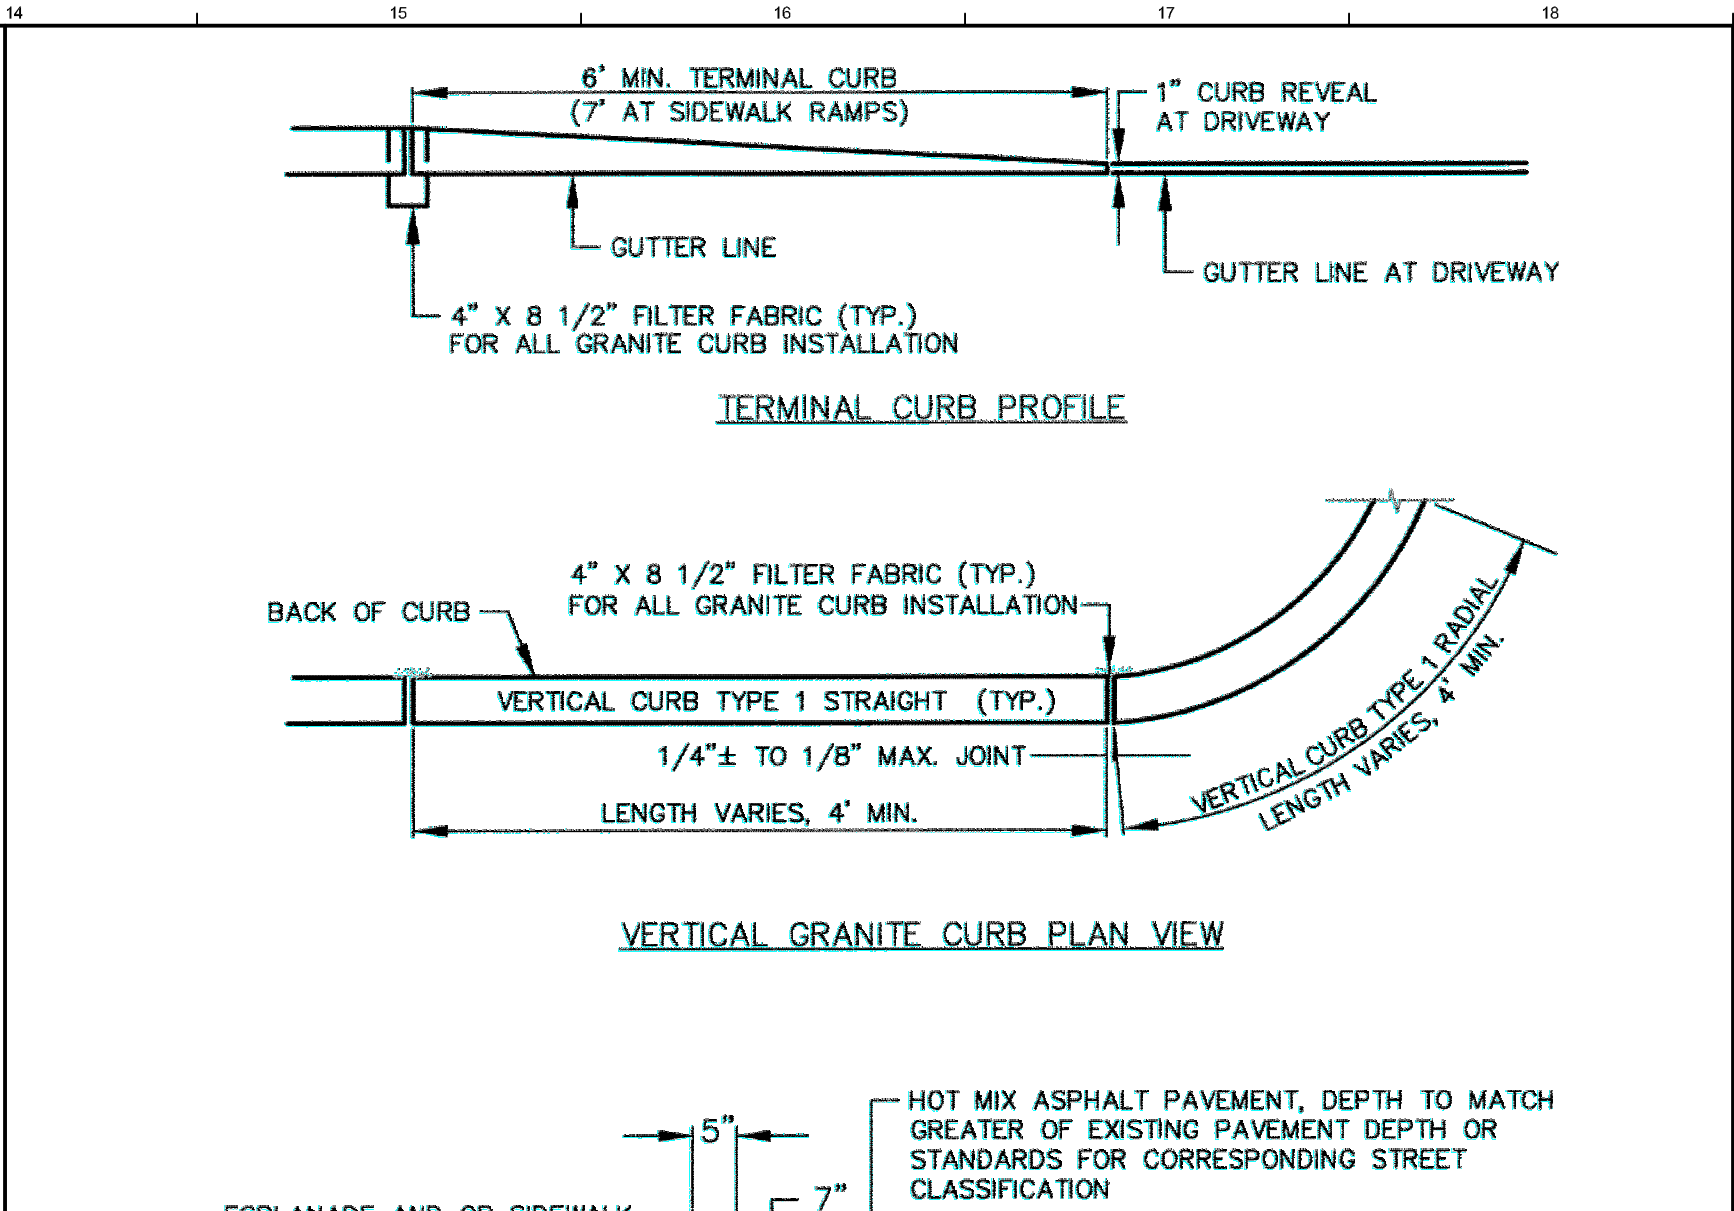 14 15 16 17 18
6' MIN. TERMINAL CURB
(7' AT SIDEWALK RAMPS)
1" CURB REVEAL
AT DRIVEWAY
GUTTER LINE
GUTTER LINE AT DRIVEWAY
4" X 8 1/2" FILTER FABRIC (TYP.)
FOR ALL GRANITE CURB INSTALLATION
TERMINAL CURB PROFILE
4" X 8 1/2" FILTER FABRIC (TYP.)
FOR ALL GRANITE CURB INSTALLATION
BACK OF CURB
VERTICAL CURB TYPE 1 STRAIGHT (TYP.)
1/4"± TO 1/8" MAX. JOINT
LENGTH VARIES, 4' MIN.
VERTICAL CURB TYPE 1 RADIAL
LENGTH VARIES, 4' MIN.
VERTICAL GRANITE CURB PLAN VIEW
5"
HOT MIX ASPHALT PAVEMENT, DEPTH TO MATCH
GREATER OF EXISTING PAVEMENT DEPTH OR
STANDARDS FOR CORRESPONDING STREET
CLASSIFICATION
7"
ESPLANADE AND OR SIDEWALK